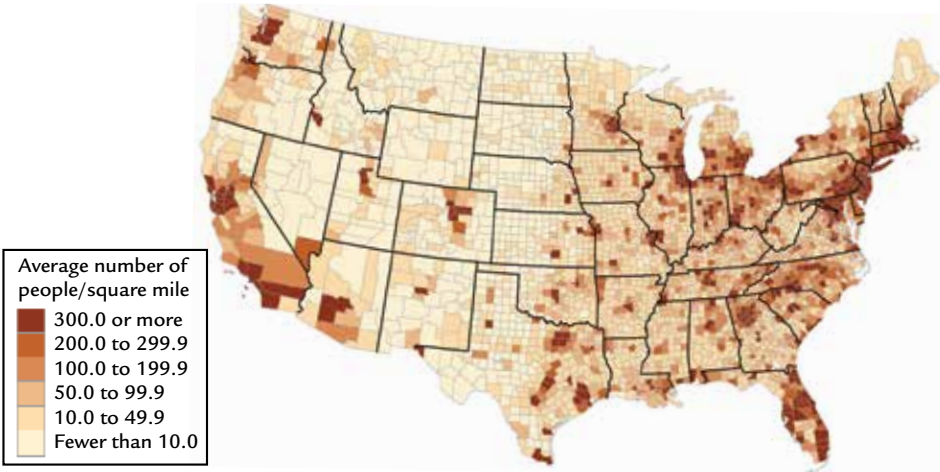 Average number of
people/square mile
300.0 or more
200.0 to 299.9
100.0 to 199.9
50.0 to 99.9
10.0 to 49.9
Fewer than 10.0